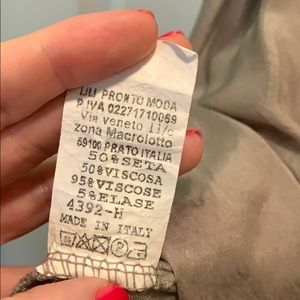 LILI PRONTO MODA
P.IVA 02271710069
Via veneto 11/c
zona Macrolotto
59100 PRATO ITALIA
50%SETA
50%VISCOSA
95%VISCOSE
5%ELASE
4392-H
MADE IN ITALY